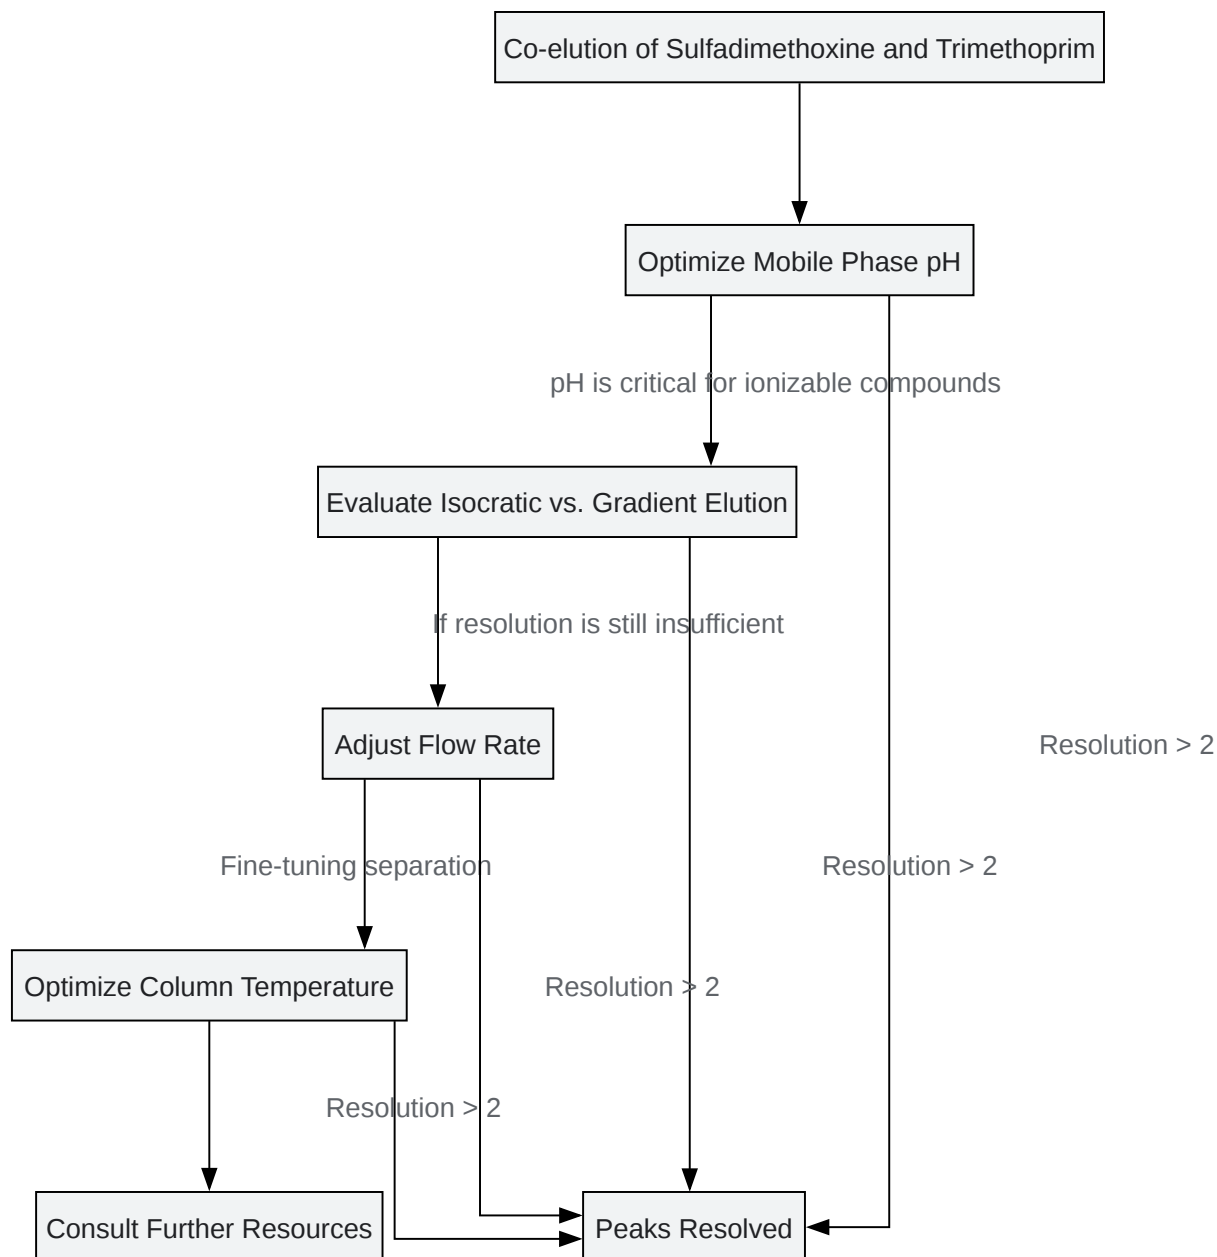 Co-elution of Sulfadimethoxine and Trimethoprim
Optimize Mobile Phase pH
pH is critical for ionizable compounds
Evaluate Isocratic vs. Gradient Elution
If resolution is still insufficient
Adjust Flow Rate
Resolution > 2
Fine-tuning separation
Resolution > 2
Optimize Column Temperature
Resolution > 2
Resolution > 2
Consult Further Resources
Peaks Resolved